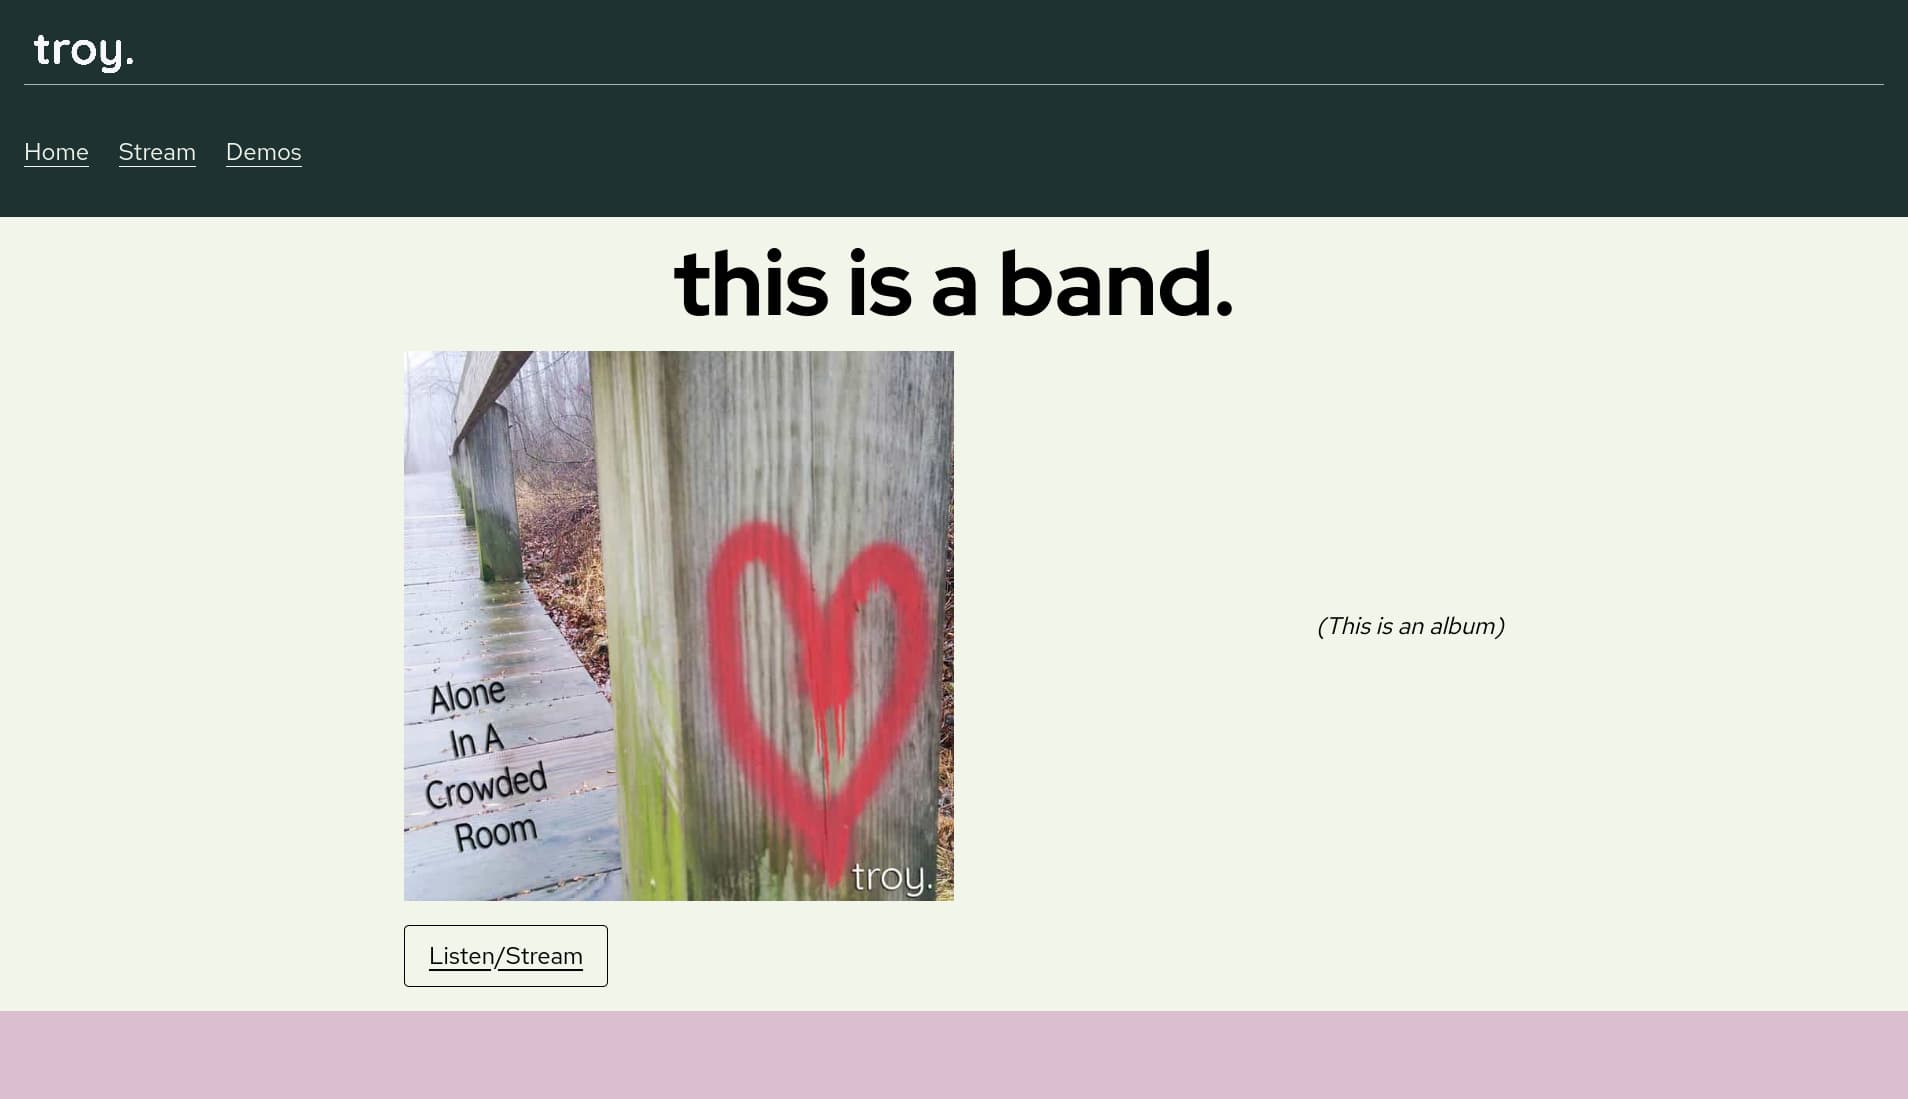 troy.
Home Stream Demos
this is a band.
Alone
In A
Crowded
Room
troy.
(This is an album)
Listen/Stream